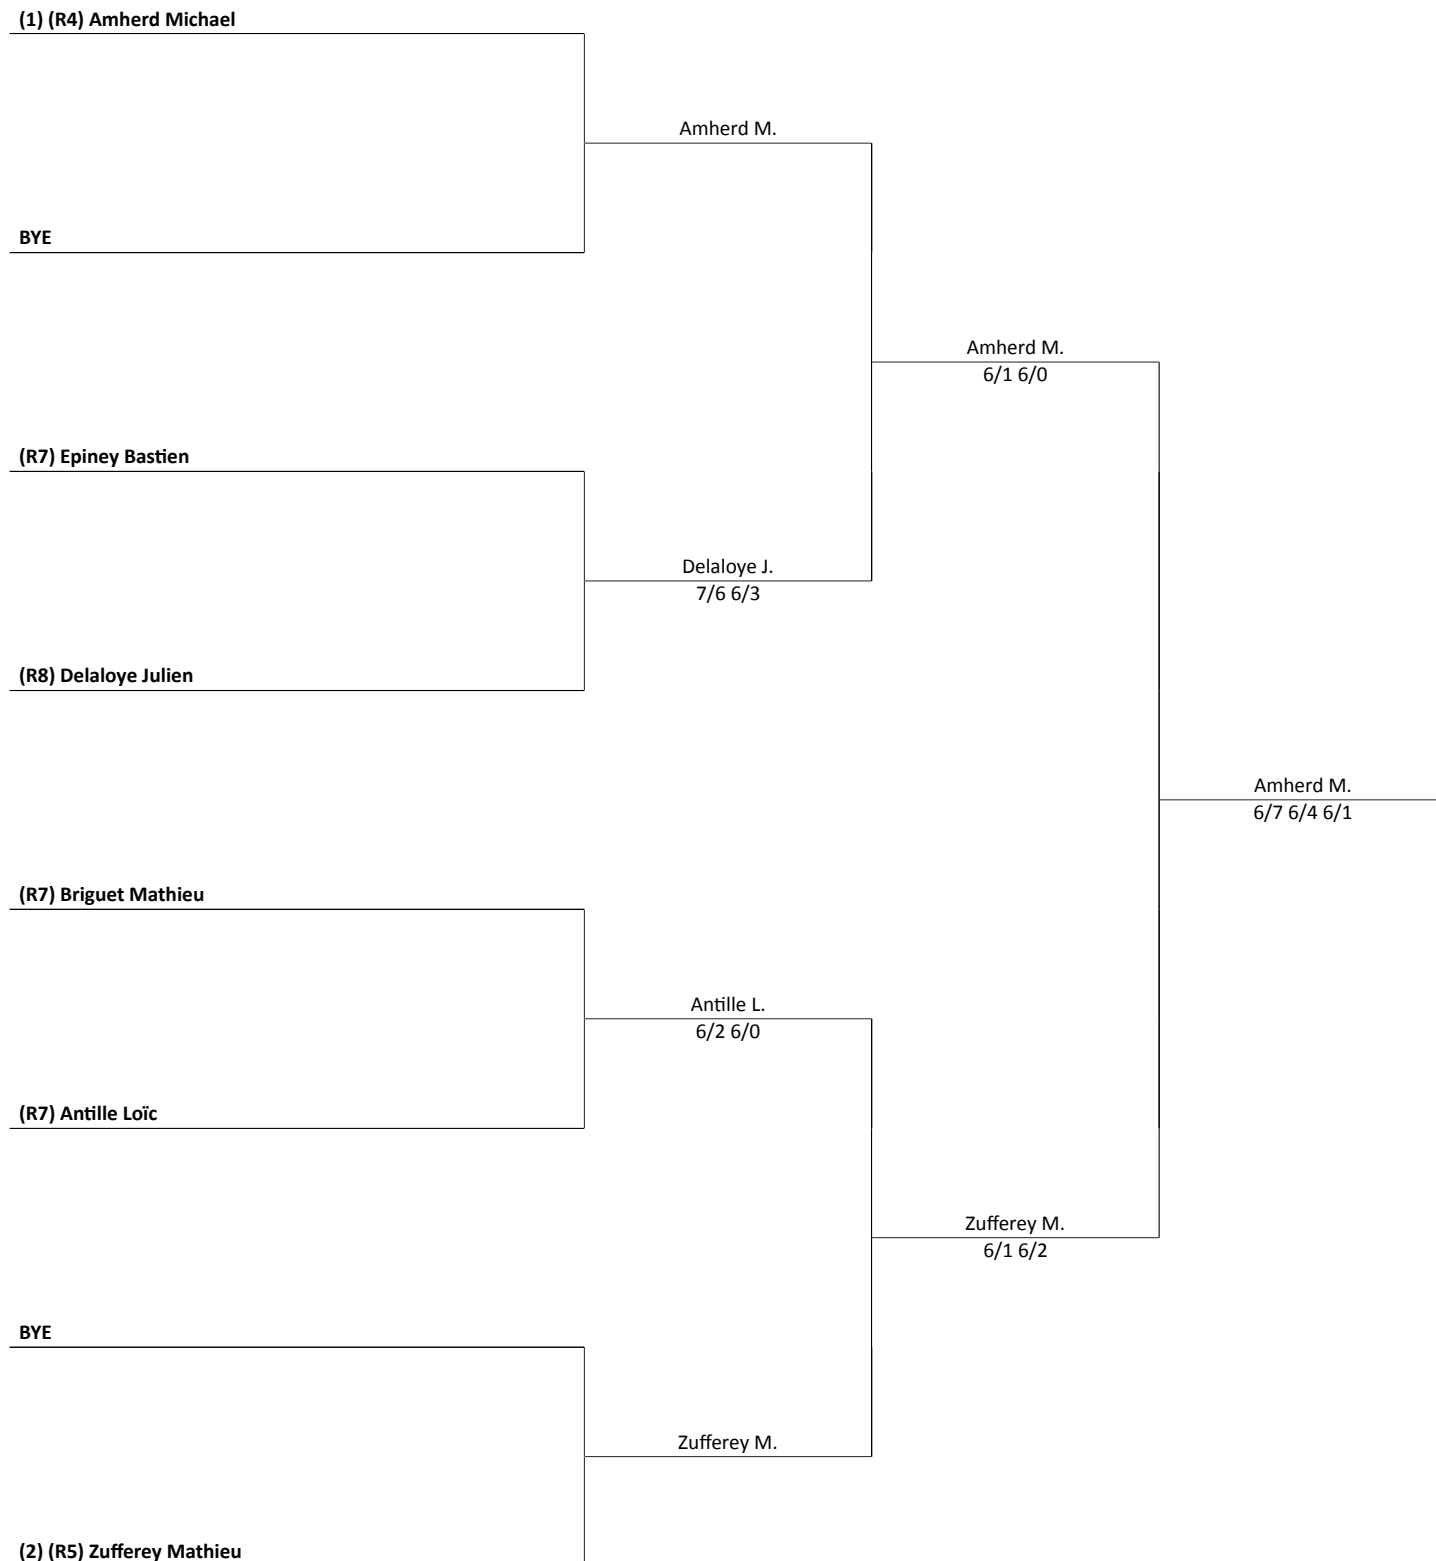 (1) (R4) Amherd Michael
Amherd M.
BYE
Amherd M.
6/1 6/0
(R7) Epiney Bastien
Delaloye J.
7/6 6/3
(R8) Delaloye Julien
Amherd M.
6/7 6/4 6/1
(R7) Briguet Mathieu
Antille L.
6/2 6/0
(R7) Antille Loïc
Zufferey M.
6/1 6/2
BYE
Zufferey M.
(2) (R5) Zufferey Mathieu